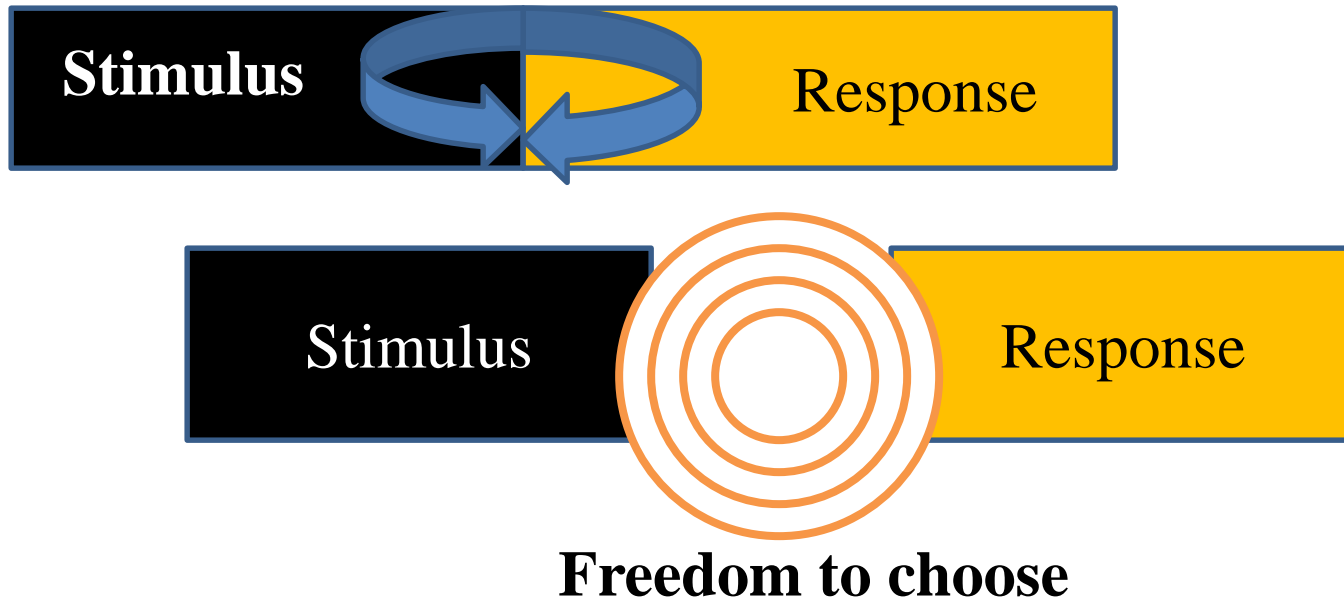 Stimulus
Response
Stimulus
Response
Freedom to choose